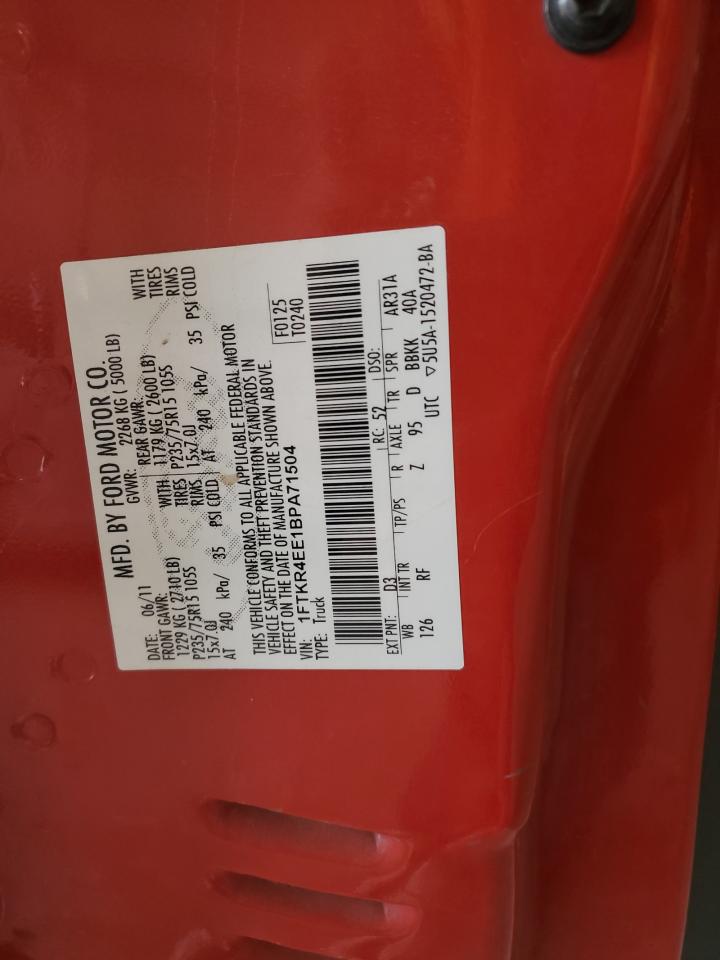 MFD. BY FORD MOTOR CO.
DATE: 06/11 GVWR: 2268 KG ( 5000 LB)
FRONT GAWR: REAR GAWR:
1229 KG ( 2710 LB) WITH 1179 KG ( 2600 LB) WITH
P235/75R15 105S TIRES P235/75R15 105S TIRES
15x7.0J RIMS 15x7.0J RIMS
AT 240 kPa/ 35 PSI COLD AT 240 kPa/ 35 PSI COLD
THIS VEHICLE CONFORMS TO ALL APPLICABLE FEDERAL MOTOR
VEHICLE SAFETY AND THEFT PREVENTION STANDARDS IN
EFFECT ON THE DATE OF MANUFACTURE SHOWN ABOVE.
VIN: 1FTKR4EE1BPA71504 F0125
TYPE: Truck T0240
EXT PNT: D3 RC: 52 DSO:
WB INT TR TP/PS R AXLE TR SPR AR31A
126 RF Z 95 D BBKK 40A
UTC ▽5U5A-1520472-BA